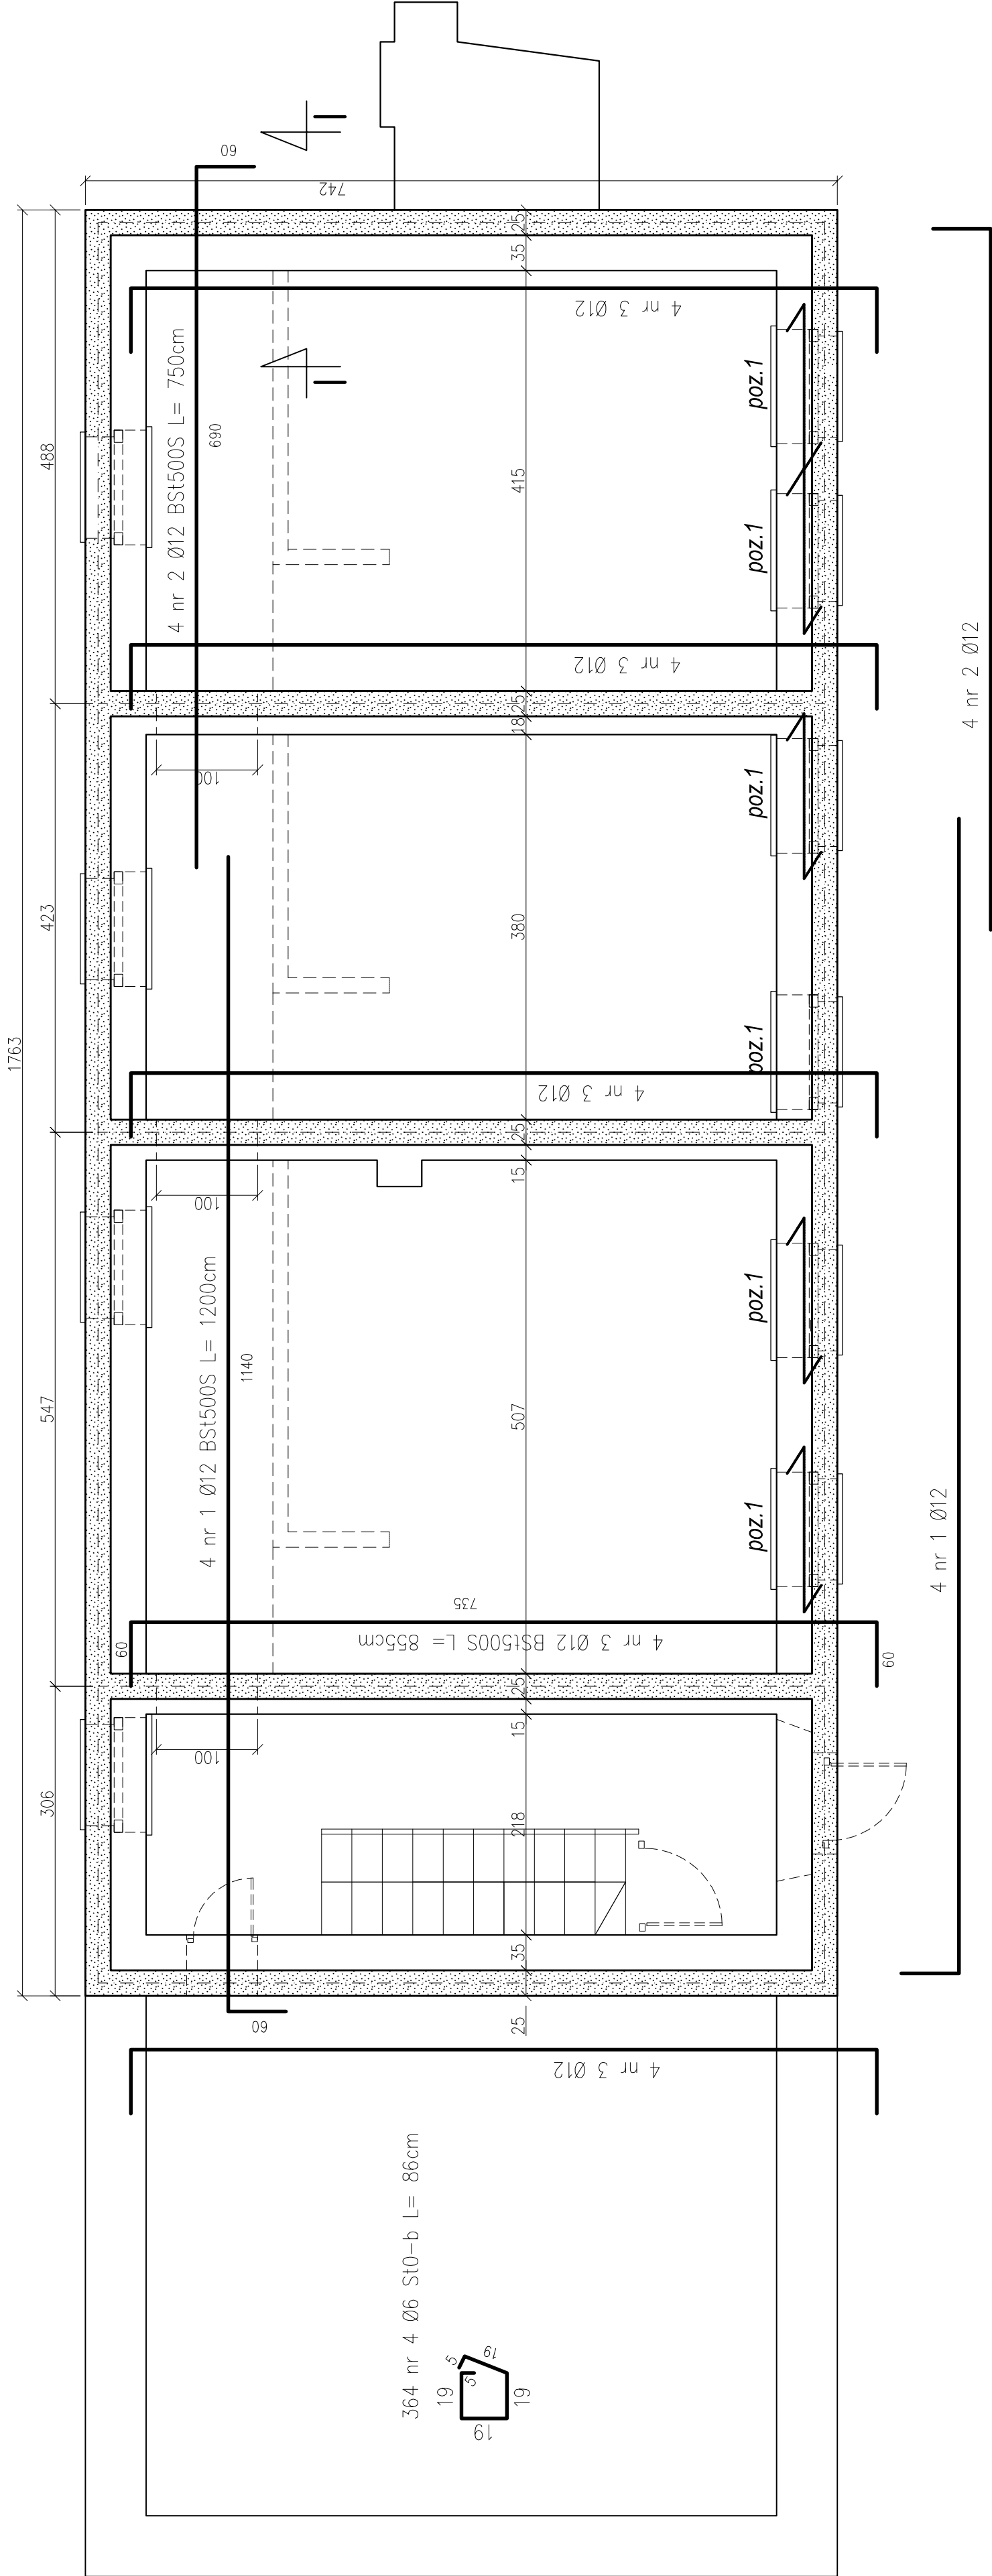 60
742
25
35
4 nr 3 Ø12
4 nr 2 Ø12 BSt500S L= 750cm
690
488
415
poz.1
poz.1
4 nr 3 Ø12
4 nr 2 Ø12
25
18
100
poz.1
423
380
1763
poz.1
4 nr 3 Ø12
25
15
100
4 nr 1 Ø12 BSt500S L= 1200cm
1140
poz.1
547
507
poz.1
4 nr 1 Ø12
735
4 nr 3 Ø12 BSt500S L= 855cm
60
60
25
15
100
306
218
35
60
25
4 nr 3 Ø12
364 nr 4 Ø6 St0-b L= 86cm
5
19
5
19
19
19